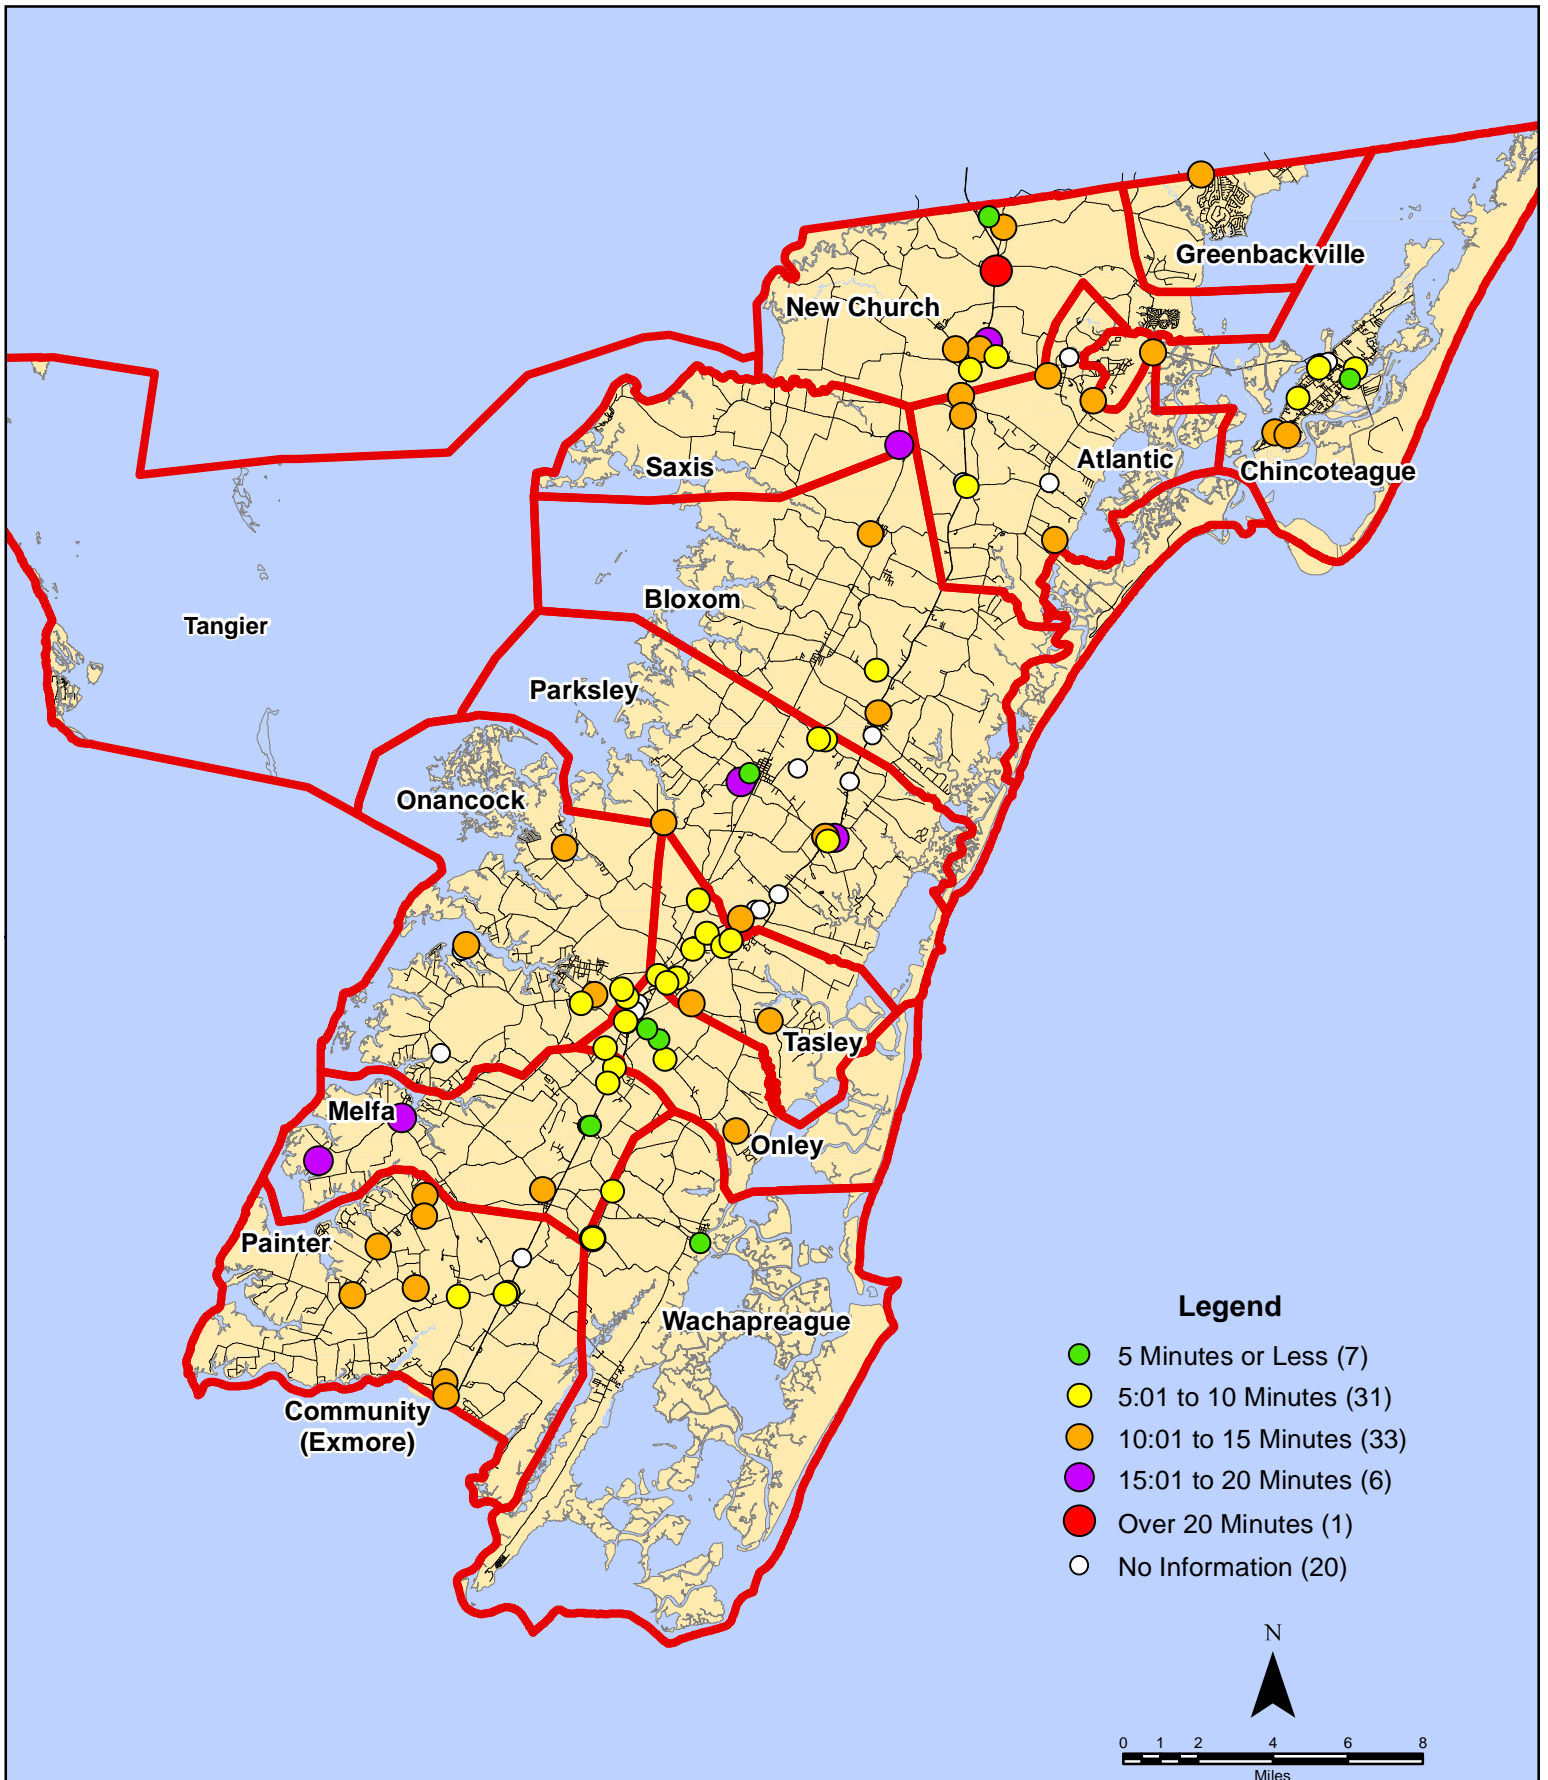 Greenbackville
New Church
Atlantic
Saxis
Chincoteague
Bloxom
Tangier
Parksley
Onancock
Tasley
Melfa
Onley
Painter
Wachapreague
Community
(Exmore)
Legend
5 Minutes or Less (7)
5:01 to 10 Minutes (31)
10:01 to 15 Minutes (33)
15:01 to 20 Minutes (6)
Over 20 Minutes (1)
No Information (20)
N
0 1 2 4 6 8
Miles